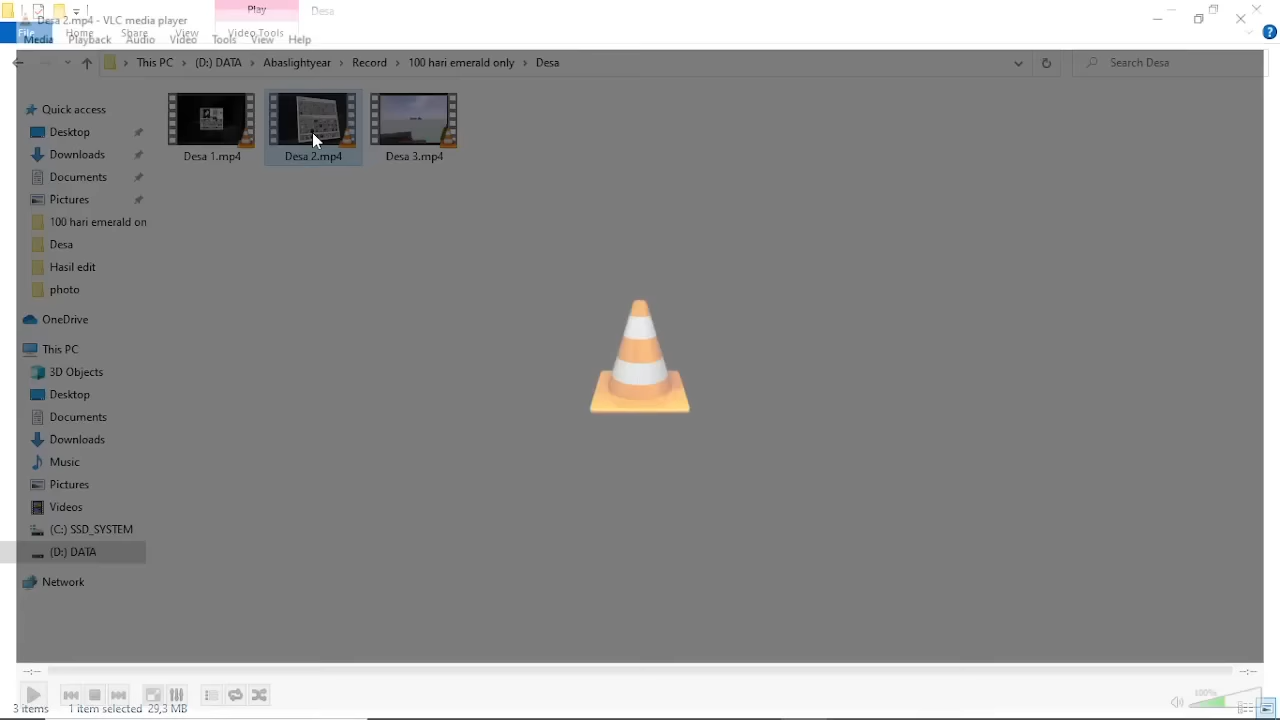 Play
Desa
Desa 2.mp4 - VLC media player
File
Home
Share
View
Video Tools
Media
Playback
Audio
Video
Tools
View
Help
This PC
(D:) DATA
Abaslightyear
Record
100 hari emerald only
Desa
Search Desa
Quick access
Desktop
Downloads
Documents
Pictures
100 hari emerald on
Desa
Hasil edit
photo
OneDrive
This PC
3D Objects
Desktop
Documents
Downloads
Music
Pictures
Videos
(C:) SSD_SYSTEM
(D:) DATA
Network
Desa 1.mp4
Desa 2.mp4
Desa 3.mp4
--:--
--:--
100%
3 items
1 item selected 29,3 MB